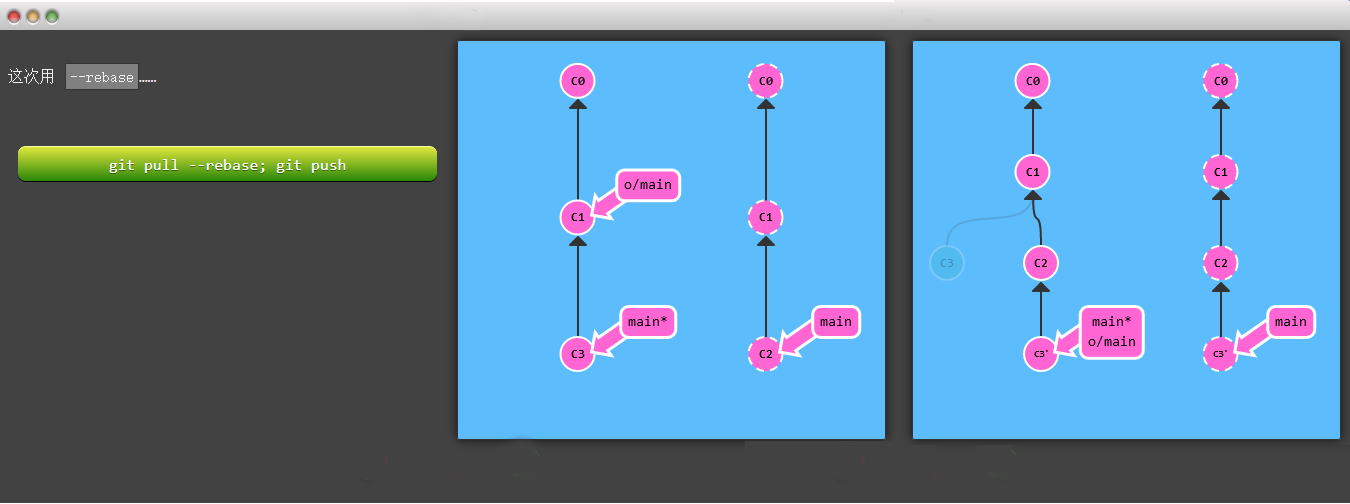 这次用 --rebase……
git pull --rebase; git push
C0
C1
o/main
C3
main*
C0
C1
C2
main
C0
C1
C3
C2
C3'
main*
o/main
C0
C1
C2
C3'
main